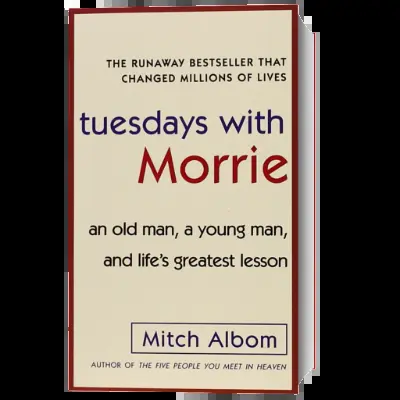 THE RUNAWAY BESTSELLER THAT
CHANGED MILLIONS OF LIVES
tuesdays with
Morrie
an old man, a young man,
and life's greatest lesson
Mitch Albom
AUTHOR OF THE FIVE PEOPLE YOU MEET IN HEAVEN